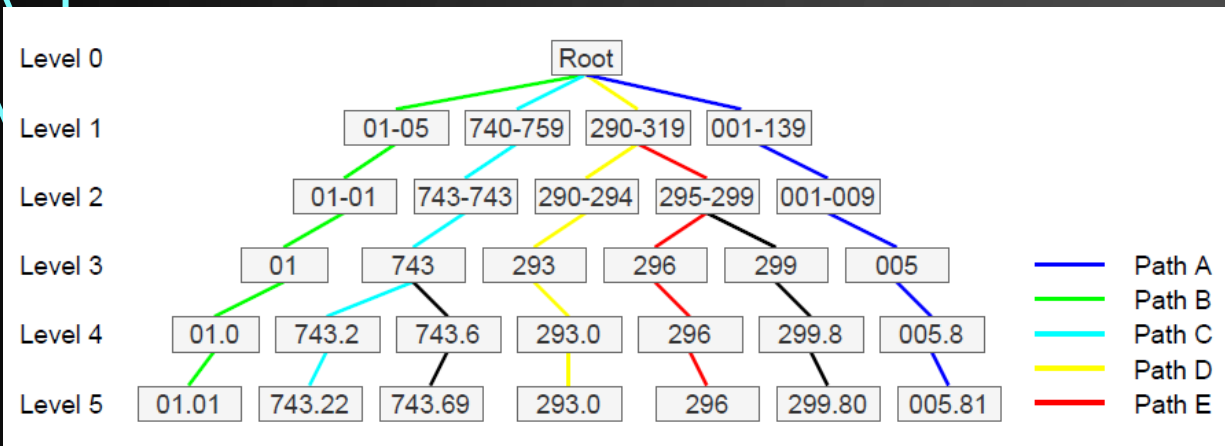 Level 0 Root
Level 1 01-05 740-759 290-319 001-139
Level 2 01-01 743-743 290-294 295-299 001-009
Level 3 01 743 293 296 299 005
Level 4 01.0 743.2 743.6 293.0 296 299.8 005.8
Level 5 01.01 743.22 743.69 293.0 296 299.80 005.81
Path A
Path B
Path C
Path D
Path E